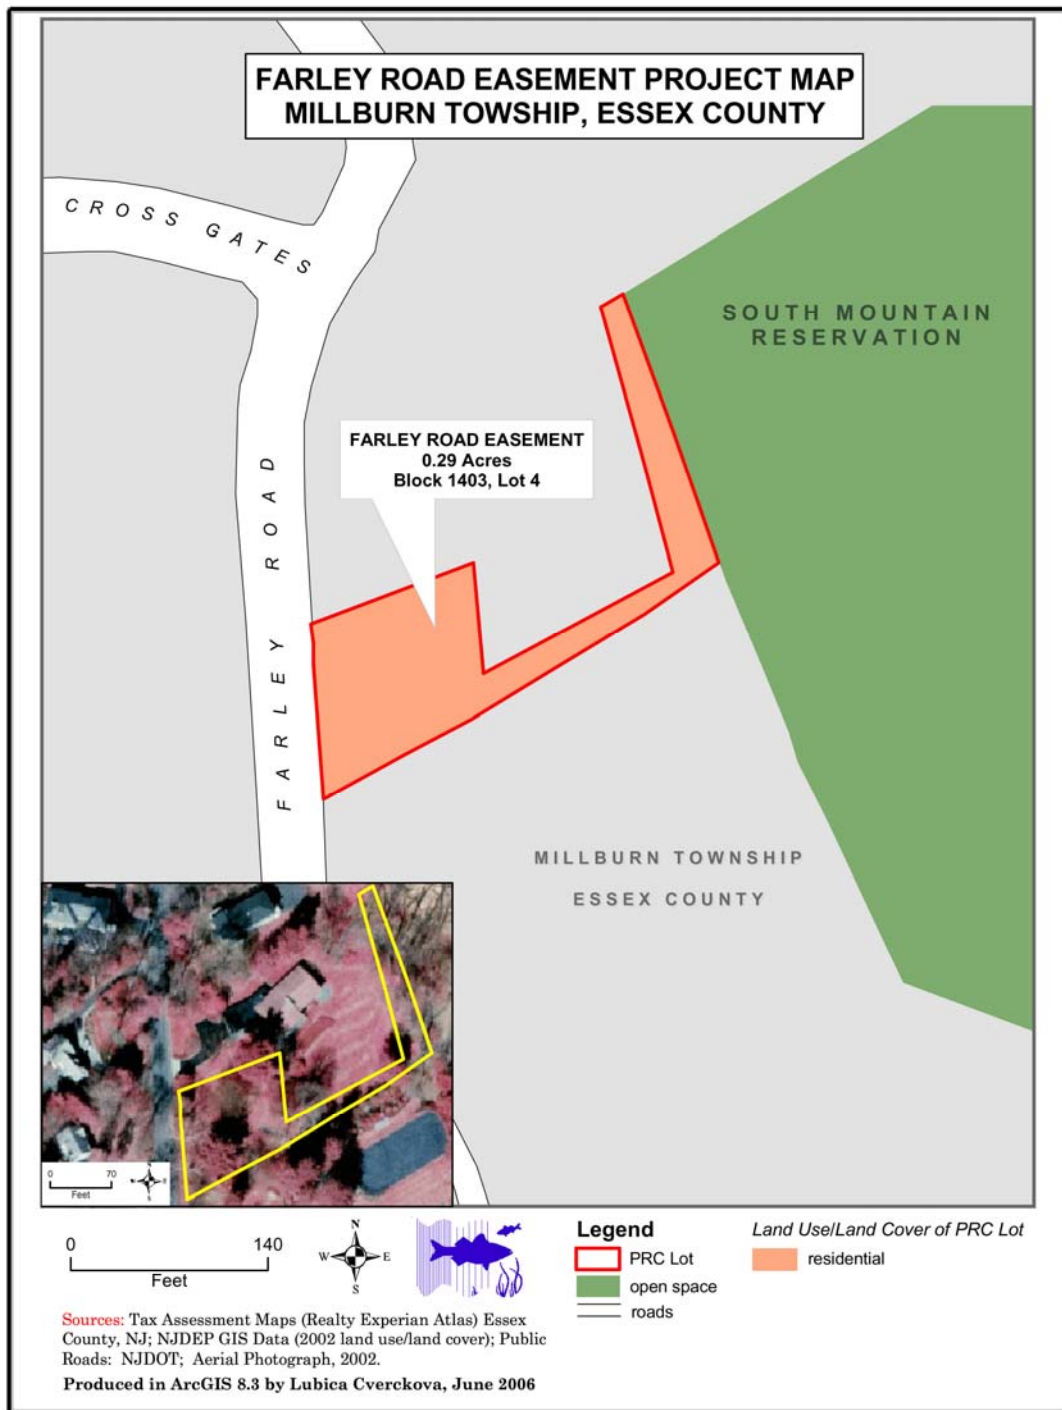 FARLEY ROAD EASEMENT PROJECT MAP
MILLBURN TOWSHIP, ESSEX COUNTY
CROSS GATES
SOUTH MOUNTAIN
RESERVATION
FARLEY ROAD EASEMENT
0.29 Acres
Block 1403, Lot 4
FARLEY ROAD
MILLBURN TOWNSHIP
ESSEX COUNTY
0 70
Feet
N
W E
S
0 140
Feet
N
W E
S
Legend
PRC Lot
open space
roads
Land Use/Land Cover of PRC Lot
residential
Sources: Tax Assessment Maps (Realty Experian Atlas) Essex
County, NJ; NJDEP GIS Data (2002 land use/land cover); Public
Roads: NJDOT; Aerial Photograph, 2002.
Produced in ArcGIS 8.3 by Lubica Cverckova, June 2006